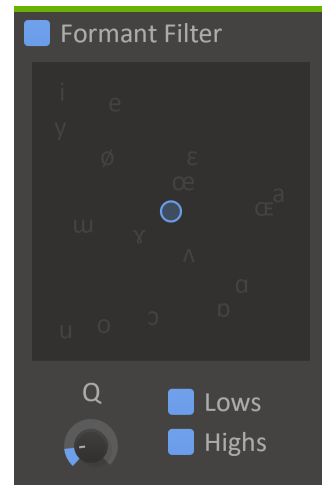 Formant Filter
i
e
y
ø
ɛ
œ
a
ɶ
ɯ
ɤ
ʌ
ɑ
ɒ
ɔ
o
u
Q
Lows
Highs